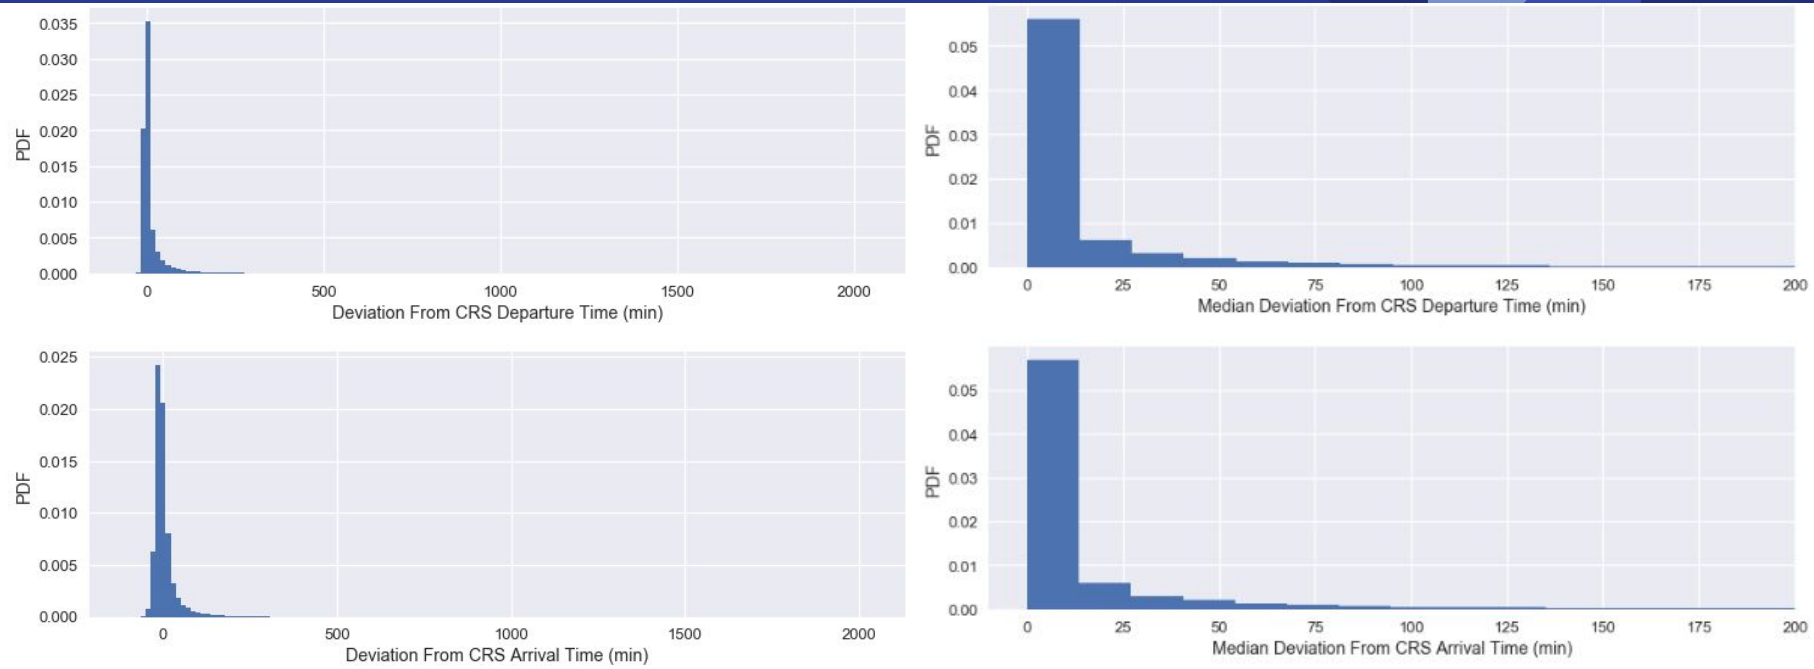 0.035
0.030
0.025
0.020
0.015
0.010
0.005
0.000
PDF
0 500 1000 1500 2000
Deviation From CRS Departure Time (min)
0.05
0.04
0.03
0.02
0.01
0.00
PDF
0 25 50 75 100 125 150 175 200
Median Deviation From CRS Departure Time (min)
0.025
0.020
0.015
0.010
0.005
0.000
PDF
0 500 1000 1500 2000
Deviation From CRS Arrival Time (min)
0.05
0.04
0.03
0.02
0.01
0.00
PDF
0 25 50 75 100 125 150 175 200
Median Deviation From CRS Arrival Time (min)